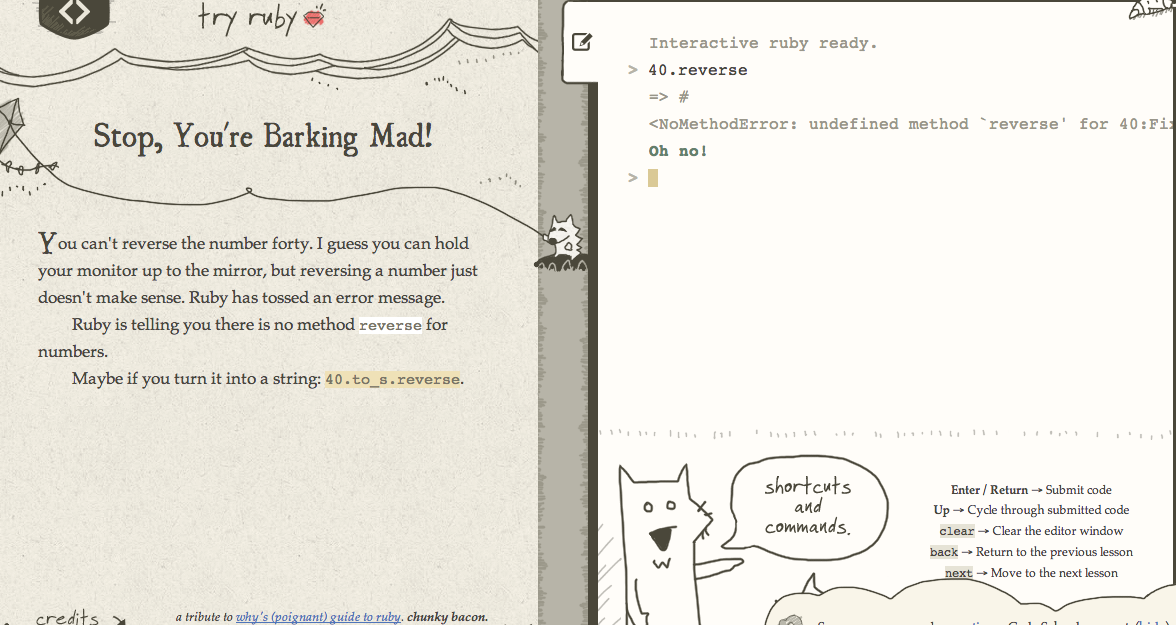 try ruby
Stop, You're Barking Mad!
You can't reverse the number forty. I guess you can hold
your monitor up to the mirror, but reversing a number just
doesn't make sense. Ruby has tossed an error message.
Ruby is telling you there is no method reverse for
numbers.
Maybe if you turn it into a string: 40.to_s.reverse.
credits
a tribute to why's (poignant) guide to ruby. chunky bacon.
Interactive ruby ready.
> 40.reverse
=> #
<NoMethodError: undefined method `reverse' for 40:Fix
Oh no!
>
shortcuts
and
commands.
Enter / Return → Submit code
Up → Cycle through submitted code
clear → Clear the editor window
back → Return to the previous lesson
next → Move to the next lesson